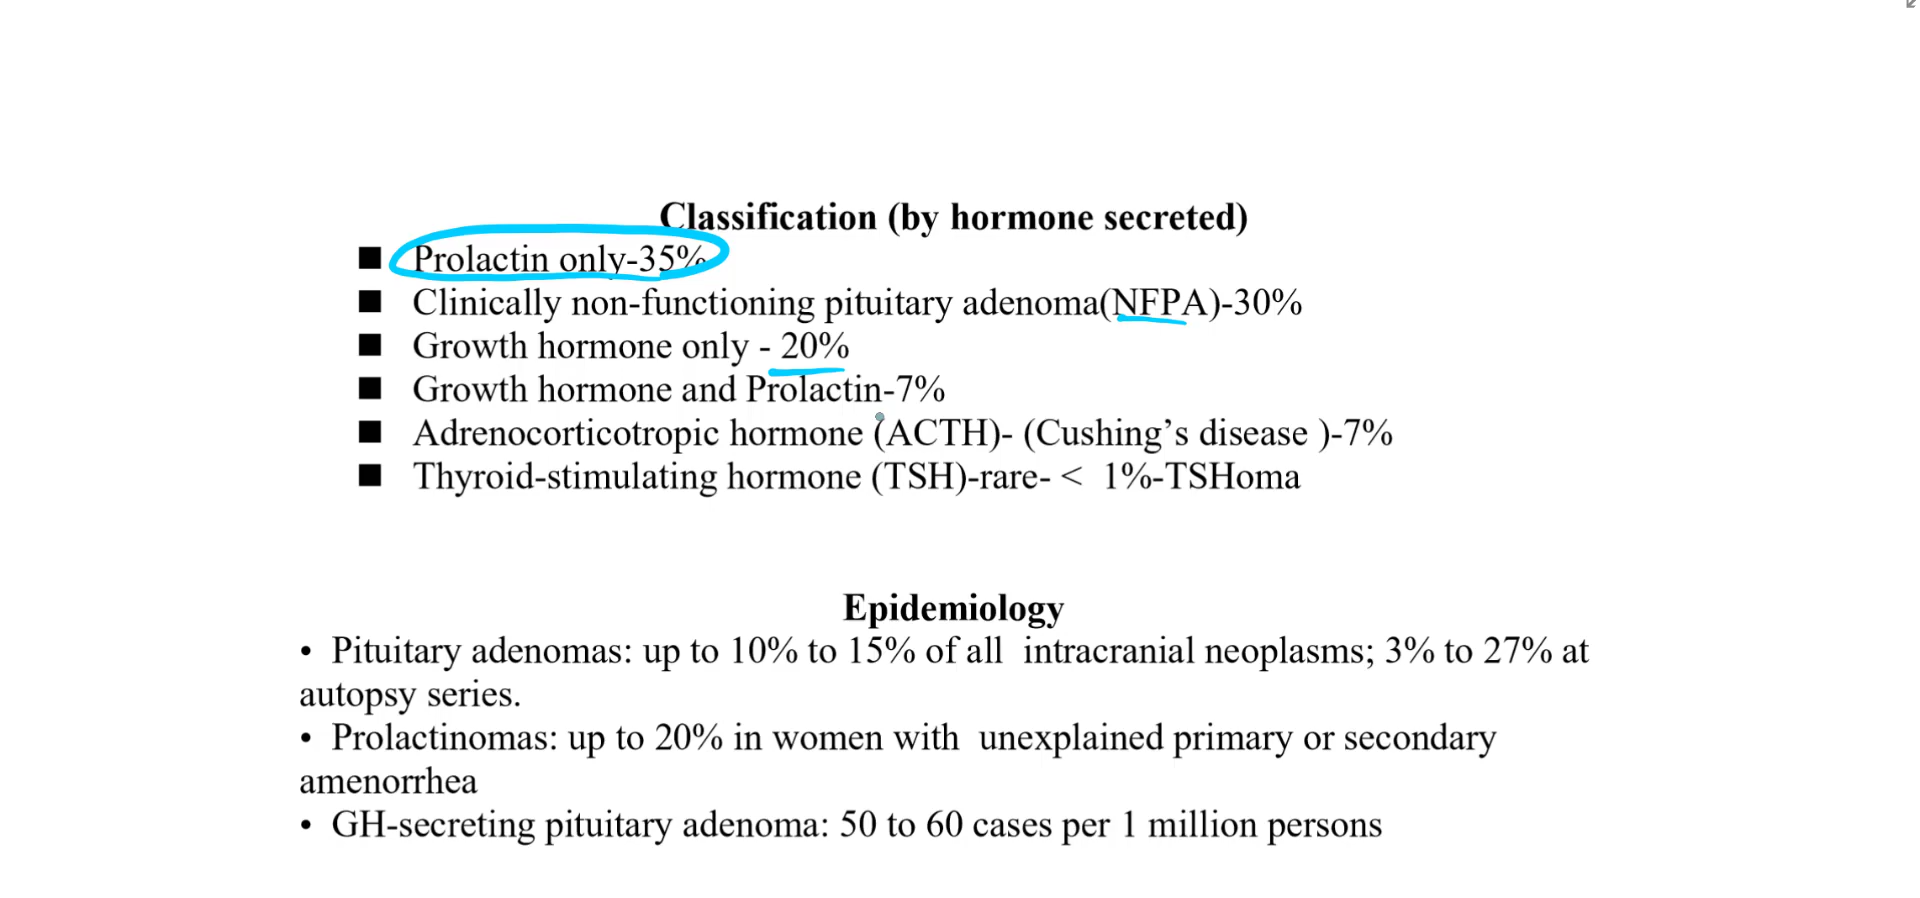 Classification (by hormone secreted)
■ Prolactin only-35%
■ Clinically non-functioning pituitary adenoma(NFPA)-30%
■ Growth hormone only - 20%
■ Growth hormone and Prolactin-7%
■ Adrenocorticotropic hormone (ACTH)- (Cushing’s disease )-7%
■ Thyroid-stimulating hormone (TSH)-rare- < 1%-TSHoma
Epidemiology
• Pituitary adenomas: up to 10% to 15% of all intracranial neoplasms; 3% to 27% at
autopsy series.
• Prolactinomas: up to 20% in women with unexplained primary or secondary
amenorrhea
• GH-secreting pituitary adenoma: 50 to 60 cases per 1 million persons